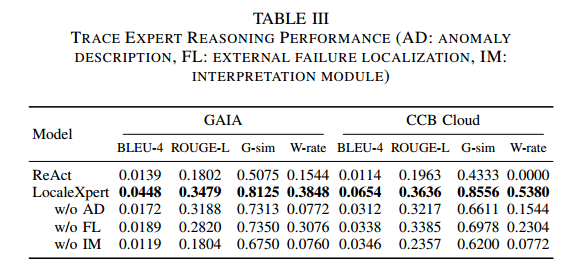 TABLE III
TRACE EXPERT REASONING PERFORMANCE (AD: ANOMALY
DESCRIPTION, FL: EXTERNAL FAILURE LOCALIZATION, IM:
INTERPRETATION MODULE)
Model GAIA CCB Cloud
BLEU-4 ROUGE-L G-sim W-rate BLEU-4 ROUGE-L G-sim W-rate
ReAct 0.0139 0.1802 0.5075 0.1544 0.0114 0.1963 0.4333 0.0000
LocaleXpert 0.0448 0.3479 0.8125 0.3848 0.0654 0.3636 0.8556 0.5380
w/o AD 0.0172 0.3188 0.7313 0.0772 0.0312 0.3217 0.6611 0.1544
w/o FL 0.0189 0.2820 0.7350 0.3076 0.0338 0.3385 0.6978 0.2304
w/o IM 0.0119 0.1804 0.6750 0.0760 0.0346 0.2357 0.6200 0.0772